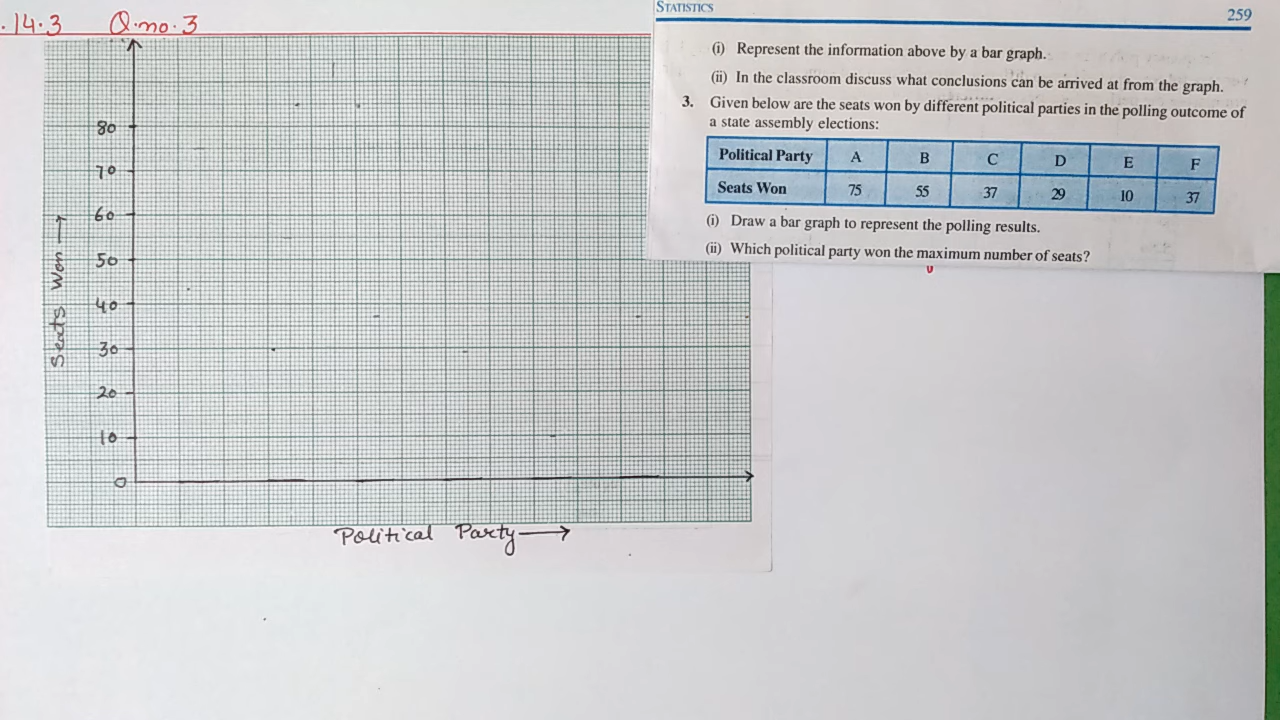 .14.3 Q.no.3
STATISTICS 259
(i) Represent the information above by a bar graph.
(ii) In the classroom discuss what conclusions can be arrived at from the graph.
3. Given below are the seats won by different political parties in the polling outcome of
a state assembly elections:
Political Party A B C D E F
Seats Won 75 55 37 29 10 37
(i) Draw a bar graph to represent the polling results.
(ii) Which political party won the maximum number of seats?
80
70
60
50
40
30
20
10
0
Seats Won →
Political Party →